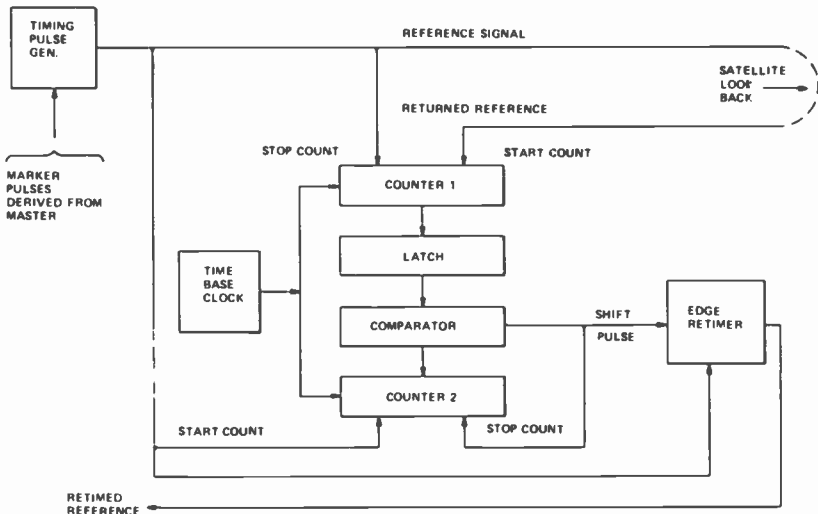 TIMING
PULSE
GEN.
REFERENCE SIGNAL
SATELLITE
LOOP
BACK
RETURNED REFERENCE
STOP COUNT
START COUNT
MARKER
PULSES
DERIVED FROM
MASTER
COUNTER 1
LATCH
TIME
BASE
CLOCK
COMPARATOR
SHIFT
PULSE
EDGE
RETIMER
COUNTER 2
START COUNT
STOP COUNT
RETIMED
REFERENCE